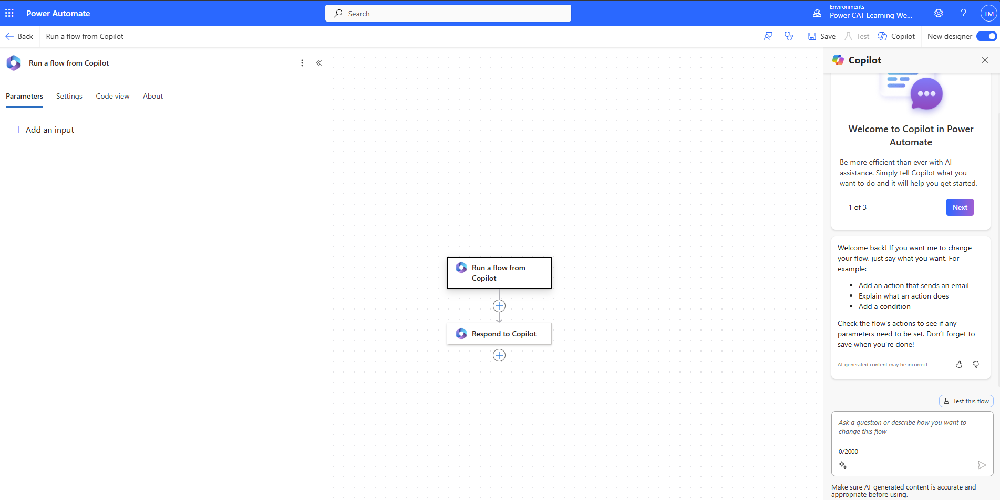 Power Automate
Search
Environments
Power CAT Learning We...
?
TM
Back
Run a flow from Copilot
Save
Test
Copilot
New designer
Run a flow from Copilot
Parameters
Settings
Code view
About
+ Add an input
Run a flow from
Copilot
Respond to Copilot
Copilot
Welcome to Copilot in Power
Automate
Be more efficient than ever with AI
assistance. Simply tell Copilot what you
want to do and it will help you get started.
1 of 3
Next
Welcome back! If you want me to change
your flow, just say what you want. For
example:
• Add an action that sends an email
• Explain what an action does
• Add a condition
Check the flow’s actions to see if any
parameters need to be set. Don’t forget to
save when you’re done!
AI-generated content may be incorrect
Test this flow
Ask a question or describe how you want to
change this flow
0/2000
Make sure AI-generated content is accurate and
appropriate before using.